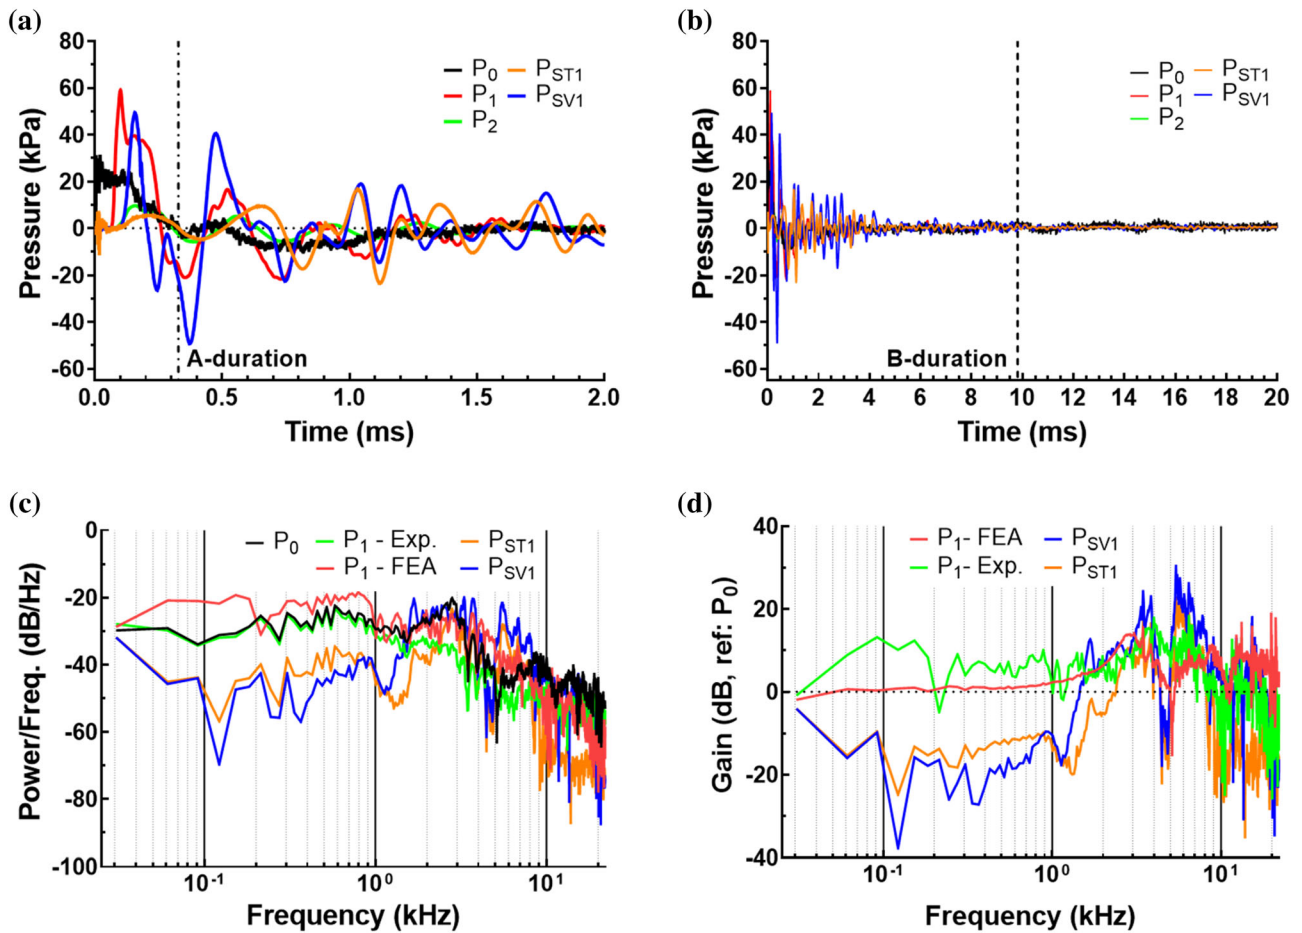 (a)
80
60
40
20
0
-20
-40
-60
Pressure (kPa)
P0 PST1
P1 PSV1
P2
A-duration
0.0 0.5 1.0 1.5 2.0
Time (ms)
(b)
80
60
40
20
0
-20
-40
-60
Pressure (kPa)
P0 PST1
P1 PSV1
P2
B-duration
0 2 4 6 8 10 12 14 16 18 20
Time (ms)
(c)
0
-20
-40
-60
-80
-100
Power/Freq. (dB/Hz)
P0 P1 - Exp. PST1
P1 - FEA PSV1
10-1 100 101
Frequency (kHz)
(d)
40
20
0
-20
-40
Gain (dB, ref: P0)
P1- FEA PSV1
P1- Exp. PST1
10-1 100 101
Frequency (kHz)